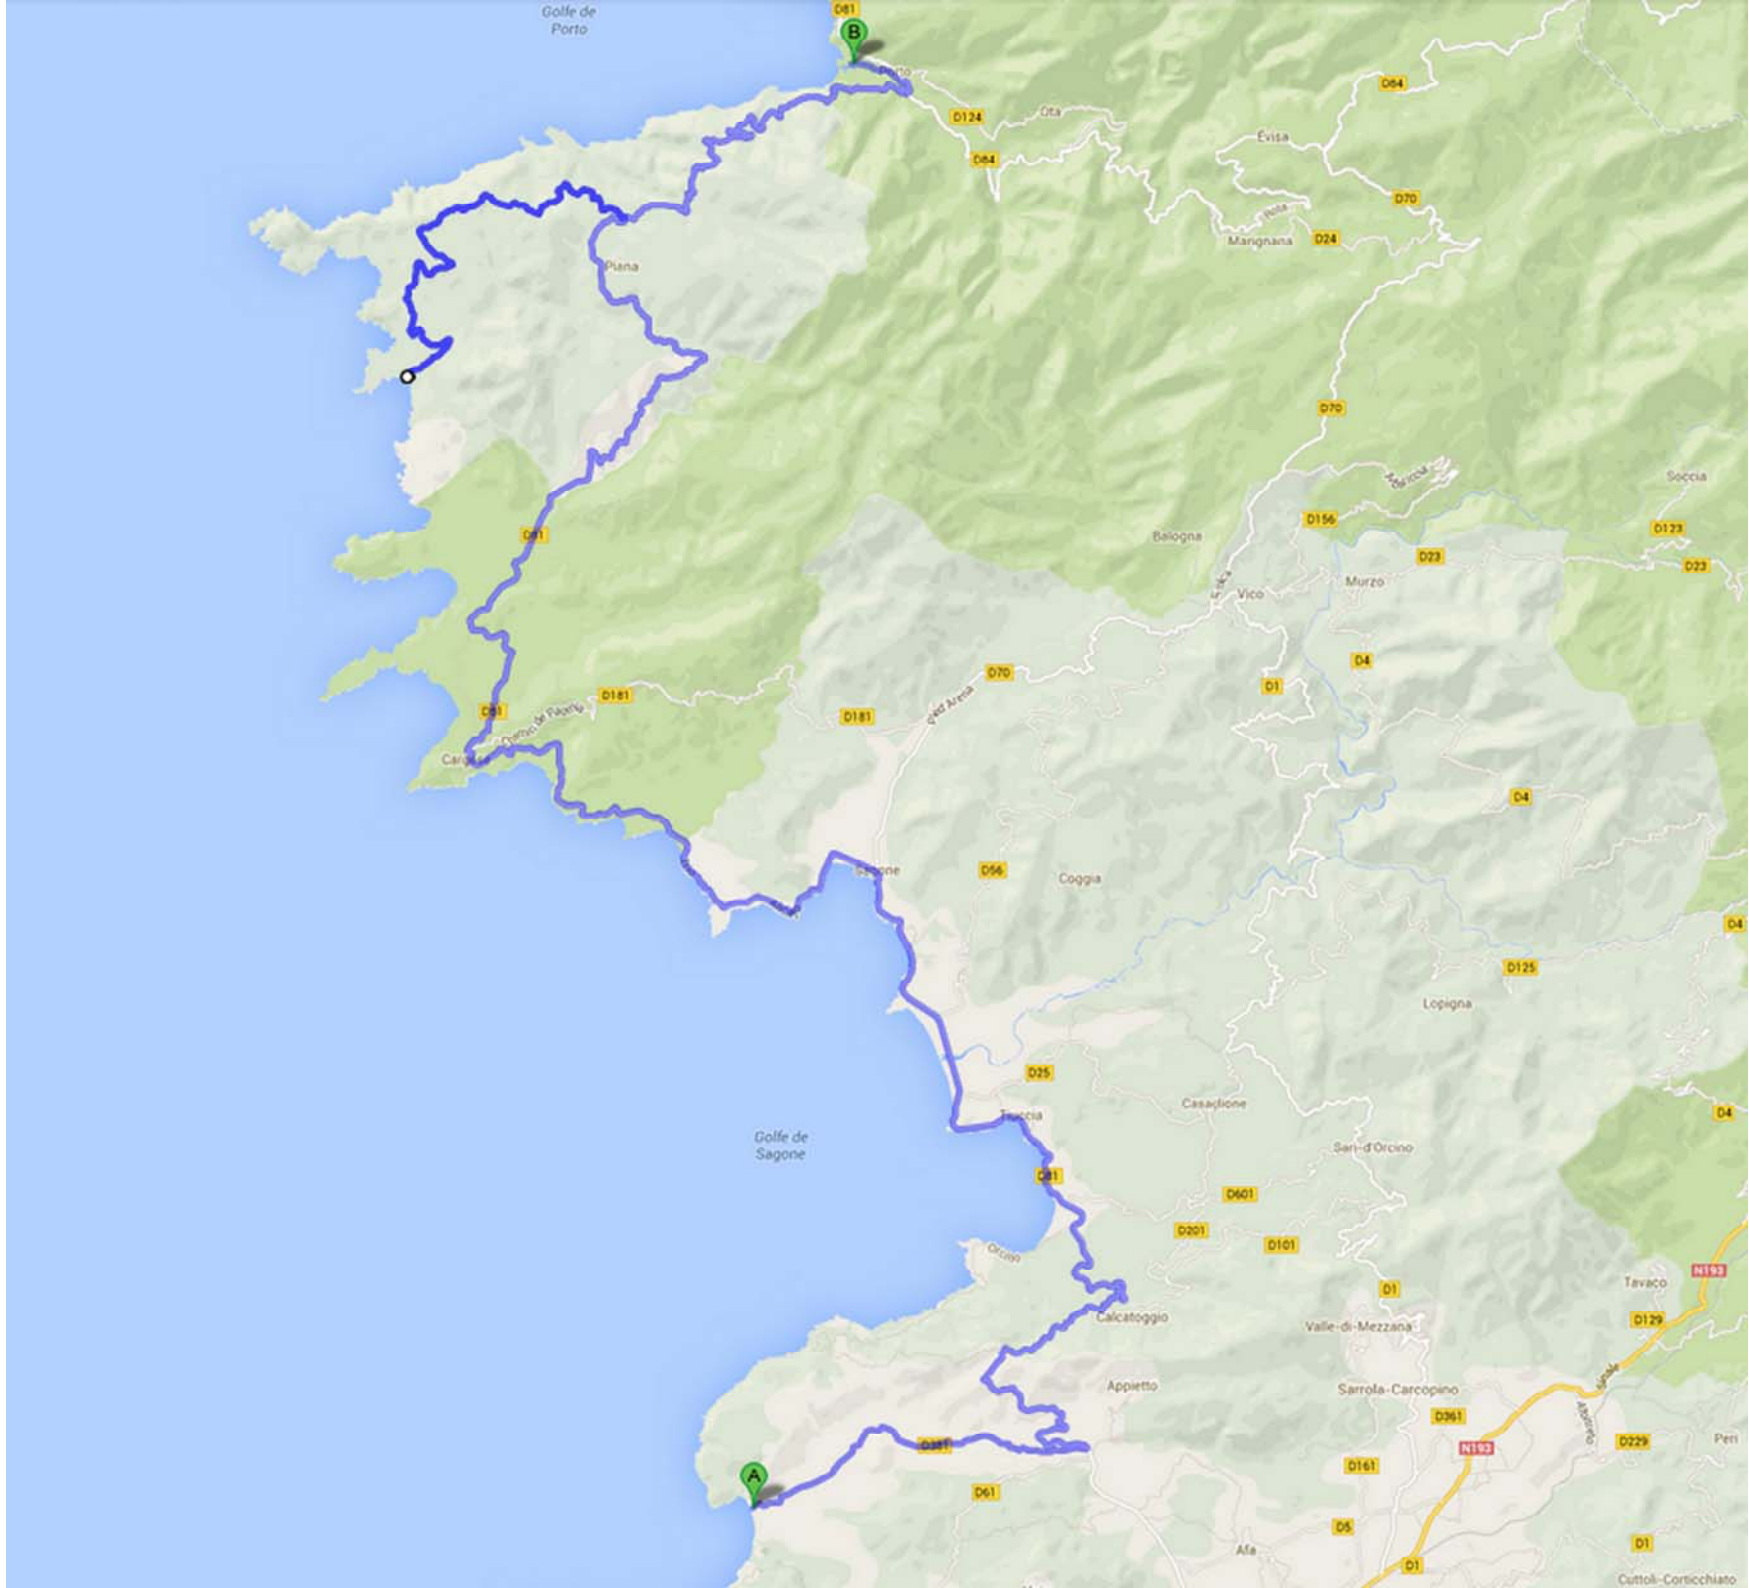 Golfe de
Porto
D81
B
Porto
D84
D124
Ota
Évisa
D84
D70
Marignana
D24
Piana
D70
Soccia
D156
D123
D81
Balogna
D23
D23
Murzo
Vico
D4
D70
D1
D181
D81
D181
Cargèse
D4
Sagone
D56
Coggia
D4
D125
Lopigna
D25
Casaglione
D4
Tiuccia
Golfe de
Sagone
Sari-d'Orcino
D81
D601
D201
D101
Orcino
N193
Tavaco
D1
Calcatoggio
Valle-di-Mezzana
D129
Appietto
Sarrola-Carcopino
D361
D381
N193
D229
Peri
A
D161
D61
D5
D1
Afa
D1
Cuttoli-Corticchiato